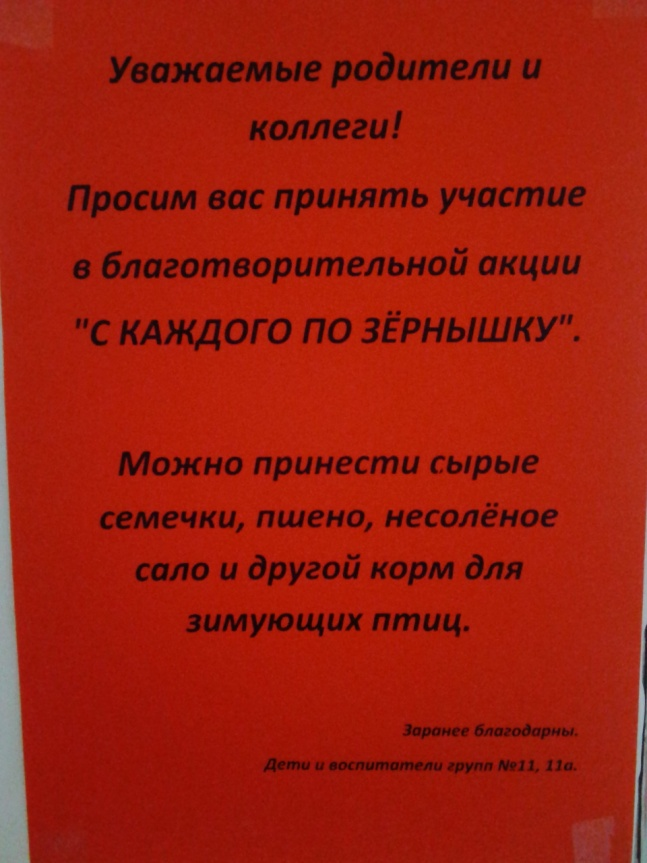 Уважаемые родители и
коллеги!
Просим вас принять участие
в благотворительной акции
"С КАЖДОГО ПО ЗЁРНЫШКУ".
Можно принести сырые
семечки, пшено, несолёное
сало и другой корм для
зимующих птиц.
Заранее благодарны.
Дети и воспитатели групп №11, 11а.